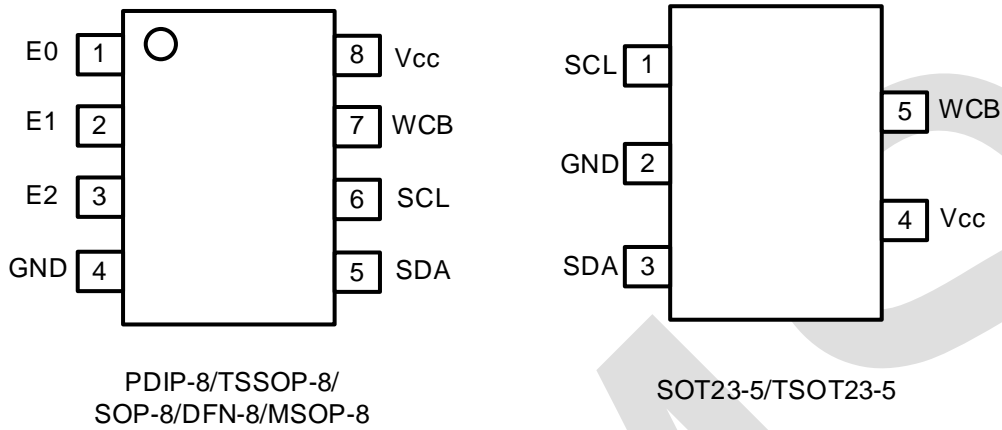 E0 1 8 Vcc
E1 2 7 WCB
E2 3 6 SCL
GND 4 5 SDA
PDIP-8/TSSOP-8/
SOP-8/DFN-8/MSOP-8
SCL 1
5 WCB
GND 2
4 Vcc
SDA 3
SOT23-5/TSOT23-5